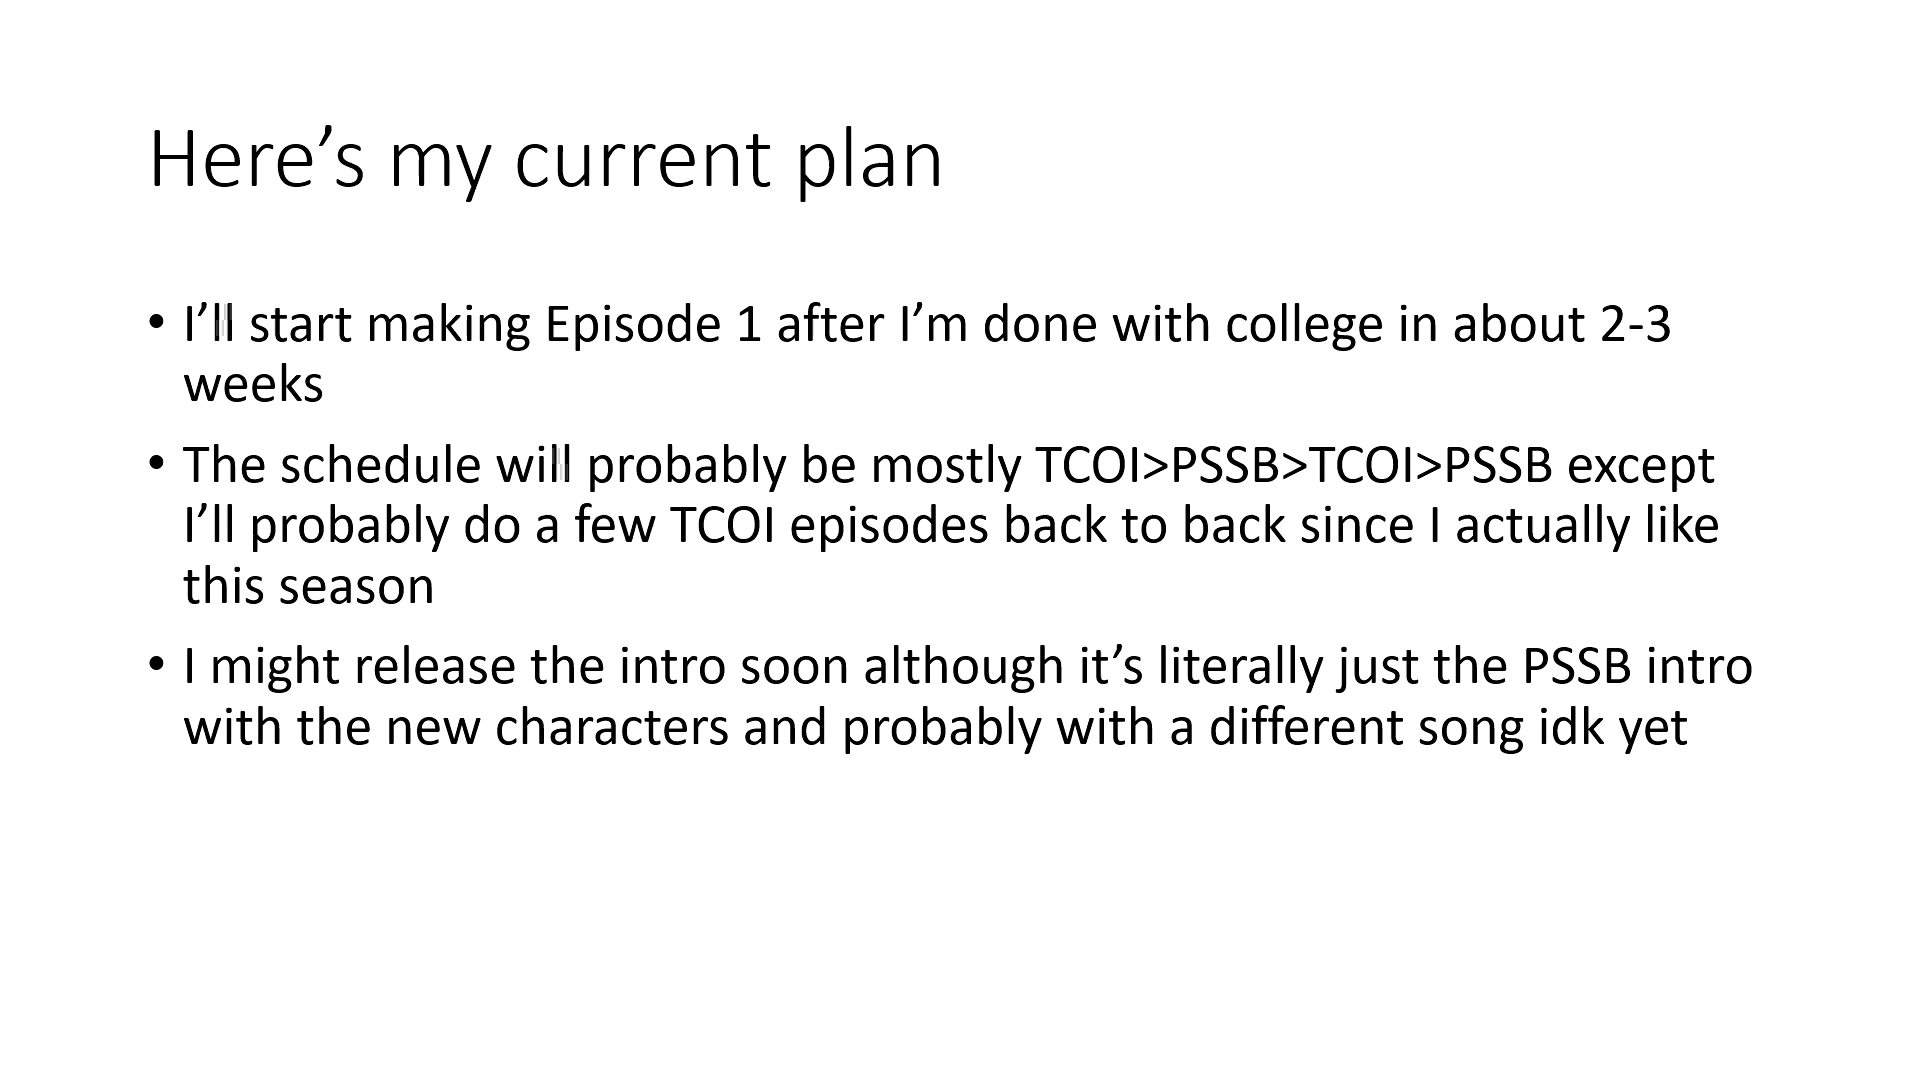 Here’s my current plan
• I’ll start making Episode 1 after I’m done with college in about 2-3
weeks
• The schedule will probably be mostly TCOI>PSSB>TCOI>PSSB except
I’ll probably do a few TCOI episodes back to back since I actually like
this season
• I might release the intro soon although it’s literally just the PSSB intro
with the new characters and probably with a different song idk yet